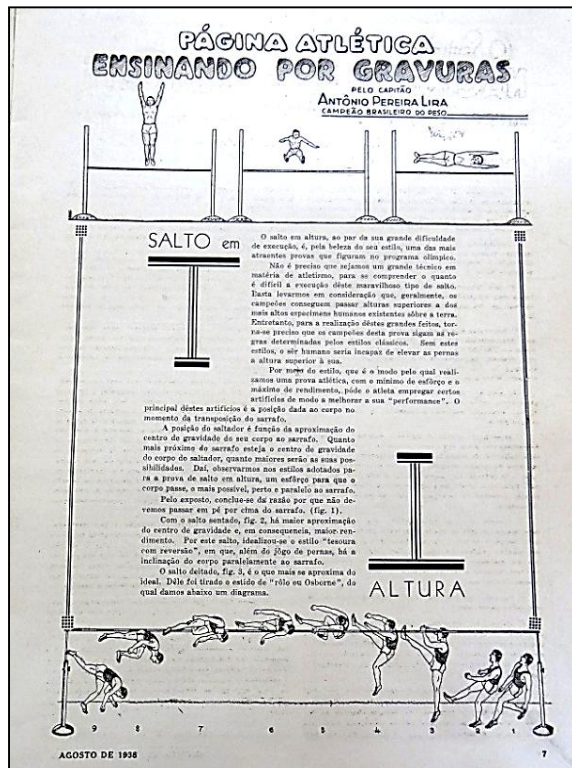 PÁGINA ATLÉTICA
ENSINANDO POR GRAVURAS
PELO CAPITÃO
ANTÔNIO PEREIRA LIRA
CAMPEÃO BRASILEIRO DO PESO
SALTO em
O salto em altura, ao par da sua grande dificuldade
de execução, é, pela beleza do seu estilo, uma das mais
atraentes provas que figuram no programa olímpico.
Não é preciso que sejamos um grande técnico em
matéria de atletismo, para se comprender o quanto
é difícil a execução dêste maravilhoso tipo de salto.
Basta levarmos em consideração que, geralmente, os
campeões conseguem passar alturas superiores a dos
mais altos especimens humanos existentes sôbre a terra.
Entretanto, para a realização dêstes grandes feitos, tor-
na-se preciso que os campeões desta prova sigam as ré-
gras determinadas pelos estilos clássicos. Sem estes
estilos, o sêr humano seria incapaz de elevar as pernas
a altura superior à sua.
Por meio do estilo, que é o modo pelo qual reali-
zamos uma prova atlética, com o mínimo de esfôrço e o
máximo de rendimento, póde o atleta empregar certos
artifícios de modo a melhorar a sua "performance". O
principal dêstes artifícios é a posição dada ao corpo no
memento da transposição do sarrafo.
A posição do saltador é função da aproximação do
centro de gravidade do seu corpo ao sarrafo. Quanto
mais próximo do sarrafo esteja o centro de gravidade
do corpo do saltador, quanto maiores serão as suas pos-
sibilidades. Daí, observarmos nos estilos adotados pa-
ra a prova de salto em altura, um esfôrço para que o
corpo passe, o mais possível, perto e paralelo ao sarrafo.
Pelo exposto, conclue-se da razão por que não de-
vemos passar em pé por cima do sarrafo. (fig. 1).
Com o salto sentado, fig. 2, há maior aproximação
do centro de gravidade e, em consequencia, maior ren-
dimento. Por este salto, idealizou-se o estilo "tesoura
com reversão", em que, além do jôgo de pernas, há a
inclinação do corpo paralelamente ao sarrafo.
O salto deitado, fig. 3, é o que mais se aproxima do
ideal. Dêle foi tirado o estido de "rôlo ou Osborne", do
qual damos abaixo um diagrama.
ALTURA
9 8 7 6 5 4 3 2 1
AGOSTO DE 1938
7